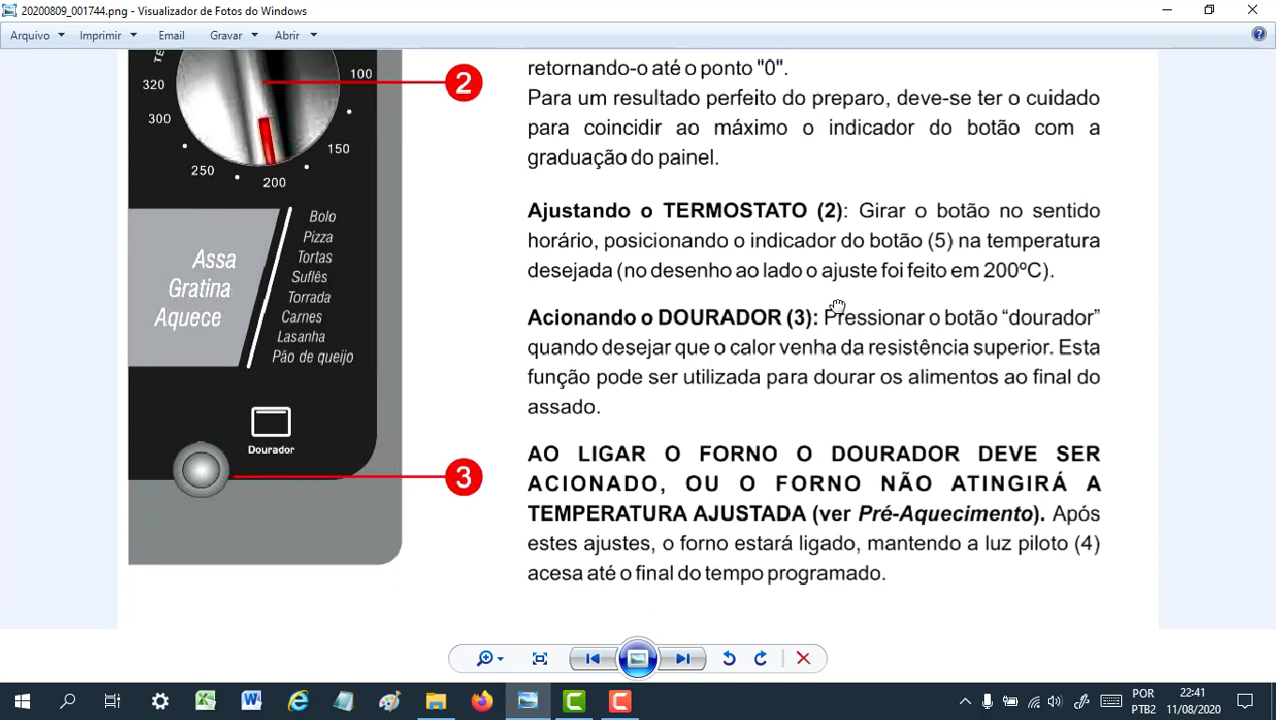 20200809_001744.png - Visualizador de Fotos do Windows
Arquivo Imprimir Email Gravar Abrir
TE
320
300
250
200
150
100
2
Assa
Gratina
Aquece
Bolo
Pizza
Tortas
Suflês
Torrada
Carnes
Lasanha
Pão de queijo
Dourador
3
retornando-o até o ponto "0".
Para um resultado perfeito do preparo, deve-se ter o cuidado
para coincidir ao máximo o indicador do botão com a
graduação do painel.
Ajustando o TERMOSTATO (2): Girar o botão no sentido
horário, posicionando o indicador do botão (5) na temperatura
desejada (no desenho ao lado o ajuste foi feito em 200ºC).
Acionando o DOURADOR (3): Pressionar o botão “dourador”
quando desejar que o calor venha da resistência superior. Esta
função pode ser utilizada para dourar os alimentos ao final do
assado.
AO LIGAR O FORNO O DOURADOR DEVE SER
ACIONADO, OU O FORNO NÃO ATINGIRÁ A
TEMPERATURA AJUSTADA (ver Pré-Aquecimento). Após
estes ajustes, o forno estará ligado, mantendo a luz piloto (4)
acesa até o final do tempo programado.
POR
PTB2
22:41
11/08/2020